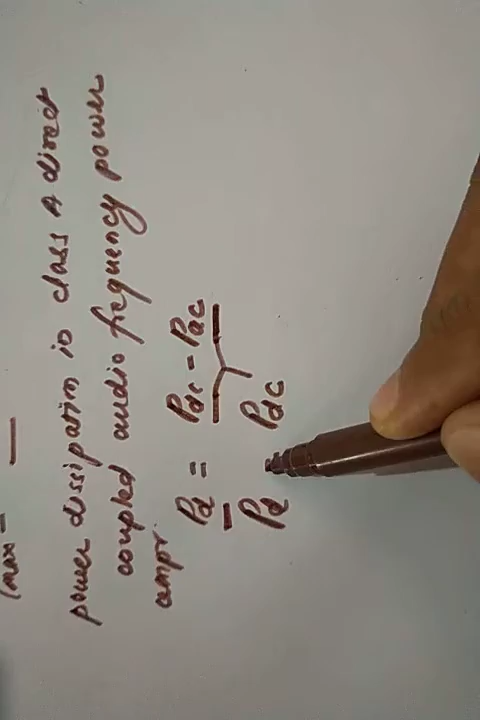 (max =
power dissipation in class A direct
coupled audio frequency power
ampr.
Pd = Pdc - Pac
Pd Pdc